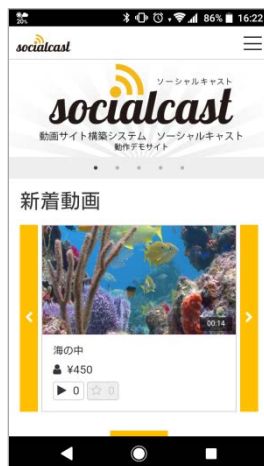 20%
86% 16:22
socialcast
ソーシャルキャスト
socialcast
動画サイト構築システム ソーシャルキャスト
動作デモサイト
新着動画
00:14
海の中
¥450
0 0